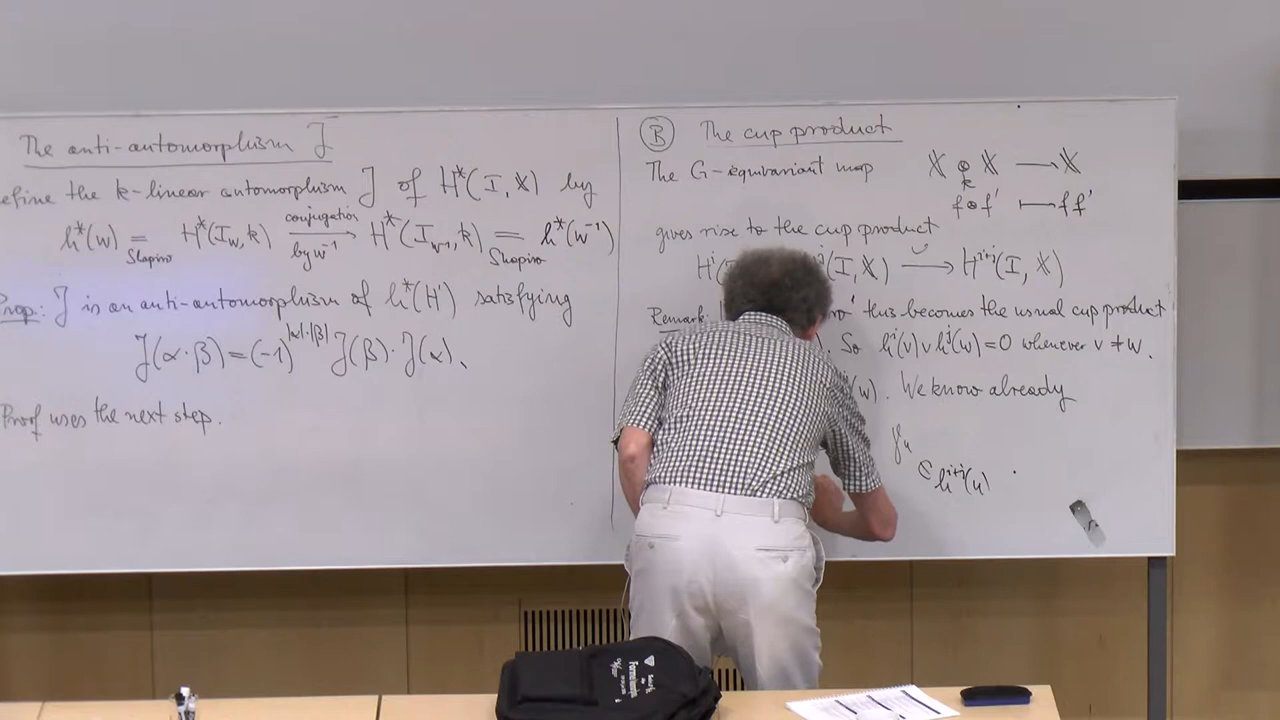 The anti-automorphism J
efine the k-linear automorphism J of H*(I, X) by
h*(w) = H*(I_w, k) → H*(I_{w⁻¹}, k) = h*(w⁻¹)
conjugation
by w⁻¹
Shapiro
Shapiro
Prop.: J is an anti-automorphism of h*(H) satisfying
J(α·β) = (-1)^{|α|·|β|} J(β)· J(α).
Proof uses the next step.
B The cup product
The G-equivariant map X ⊗_k X → X
f ⊗ f' ↦ ff'
gives rise to the cup product
H^i( (I, X) →^∪ H^{i+j}(I, X)
Remark: this becomes the usual cup product
So h^i(v) ∪ h^j(w) = 0 whenever v ≠ w.
(w). We know already
γ_u
∈ h^{i+j}(u)